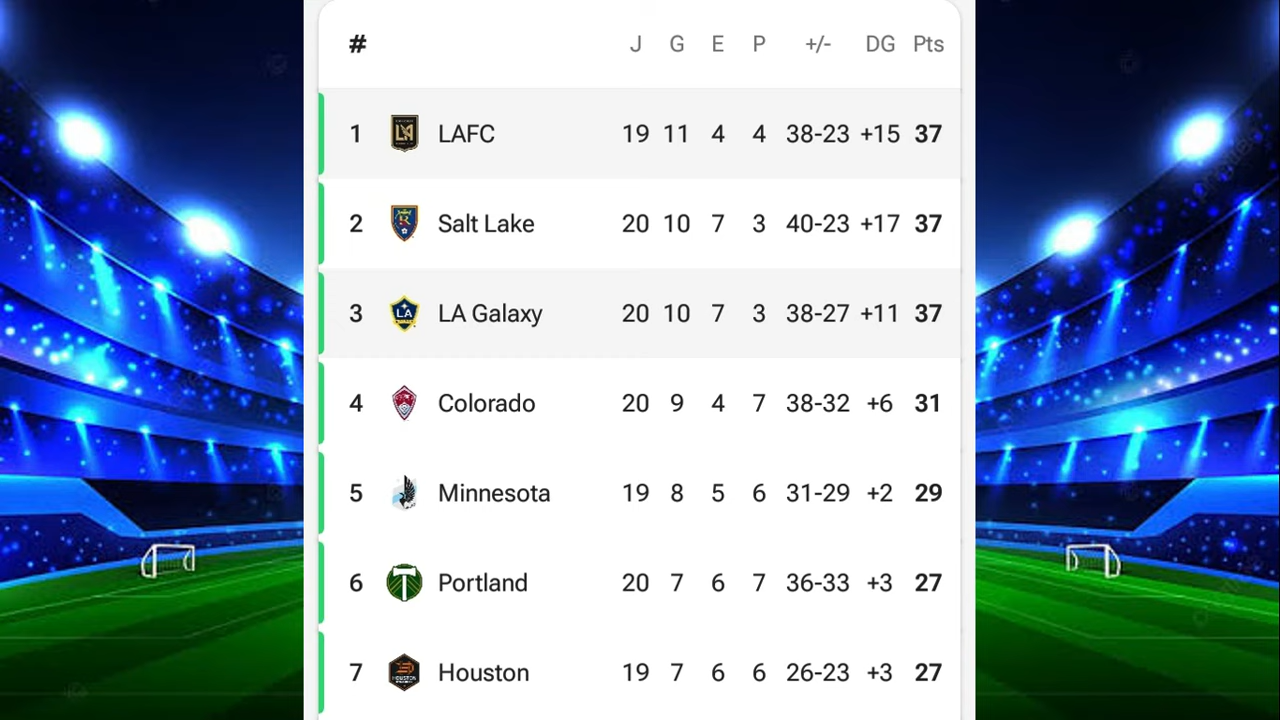 # J G E P +/- DG Pts
1 LAFC 19 11 4 4 38-23 +15 37
2 Salt Lake 20 10 7 3 40-23 +17 37
3 LA LA Galaxy 20 10 7 3 38-27 +11 37
4 Colorado 20 9 4 7 38-32 +6 31
5 Minnesota 19 8 5 6 31-29 +2 29
6 Portland 20 7 6 7 36-33 +3 27
7 HOUSTON Houston 19 7 6 6 26-23 +3 27